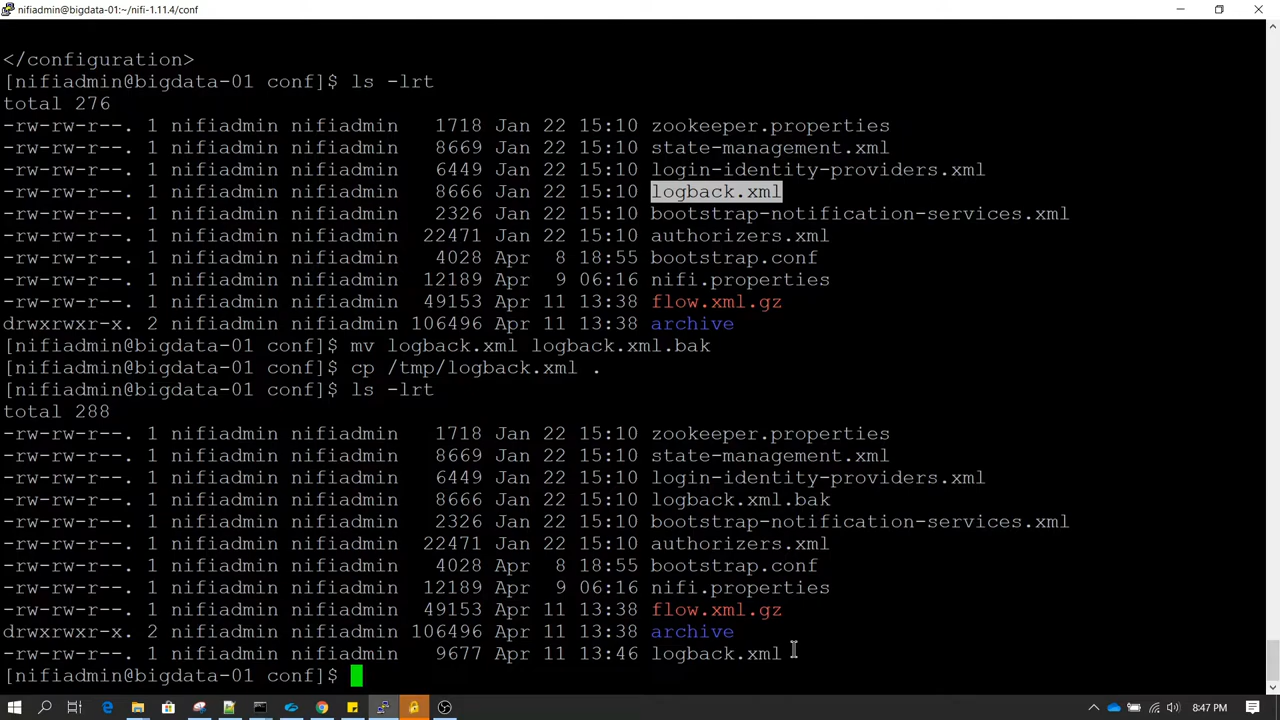 nifiadmin@bigdata-01:~/nifi-1.11.4/conf
</configuration>
[nifiadmin@bigdata-01 conf]$ ls -lrt
total 276
-rw-rw-r--. 1 nifiadmin nifiadmin 1718 Jan 22 15:10 zookeeper.properties
-rw-rw-r--. 1 nifiadmin nifiadmin 8669 Jan 22 15:10 state-management.xml
-rw-rw-r--. 1 nifiadmin nifiadmin 6449 Jan 22 15:10 login-identity-providers.xml
-rw-rw-r--. 1 nifiadmin nifiadmin 8666 Jan 22 15:10 logback.xml
-rw-rw-r--. 1 nifiadmin nifiadmin 2326 Jan 22 15:10 bootstrap-notification-services.xml
-rw-rw-r--. 1 nifiadmin nifiadmin 22471 Jan 22 15:10 authorizers.xml
-rw-rw-r--. 1 nifiadmin nifiadmin 4028 Apr 8 18:55 bootstrap.conf
-rw-rw-r--. 1 nifiadmin nifiadmin 12189 Apr 9 06:16 nifi.properties
-rw-rw-r--. 1 nifiadmin nifiadmin 49153 Apr 11 13:38 flow.xml.gz
drwxrwxr-x. 2 nifiadmin nifiadmin 106496 Apr 11 13:38 archive
[nifiadmin@bigdata-01 conf]$ mv logback.xml logback.xml.bak
[nifiadmin@bigdata-01 conf]$ cp /tmp/logback.xml .
[nifiadmin@bigdata-01 conf]$ ls -lrt
total 288
-rw-rw-r--. 1 nifiadmin nifiadmin 1718 Jan 22 15:10 zookeeper.properties
-rw-rw-r--. 1 nifiadmin nifiadmin 8669 Jan 22 15:10 state-management.xml
-rw-rw-r--. 1 nifiadmin nifiadmin 6449 Jan 22 15:10 login-identity-providers.xml
-rw-rw-r--. 1 nifiadmin nifiadmin 8666 Jan 22 15:10 logback.xml.bak
-rw-rw-r--. 1 nifiadmin nifiadmin 2326 Jan 22 15:10 bootstrap-notification-services.xml
-rw-rw-r--. 1 nifiadmin nifiadmin 22471 Jan 22 15:10 authorizers.xml
-rw-rw-r--. 1 nifiadmin nifiadmin 4028 Apr 8 18:55 bootstrap.conf
-rw-rw-r--. 1 nifiadmin nifiadmin 12189 Apr 9 06:16 nifi.properties
-rw-rw-r--. 1 nifiadmin nifiadmin 49153 Apr 11 13:38 flow.xml.gz
drwxrwxr-x. 2 nifiadmin nifiadmin 106496 Apr 11 13:38 archive
-rw-rw-r--. 1 nifiadmin nifiadmin 9677 Apr 11 13:46 logback.xml
[nifiadmin@bigdata-01 conf]$
8:47 PM